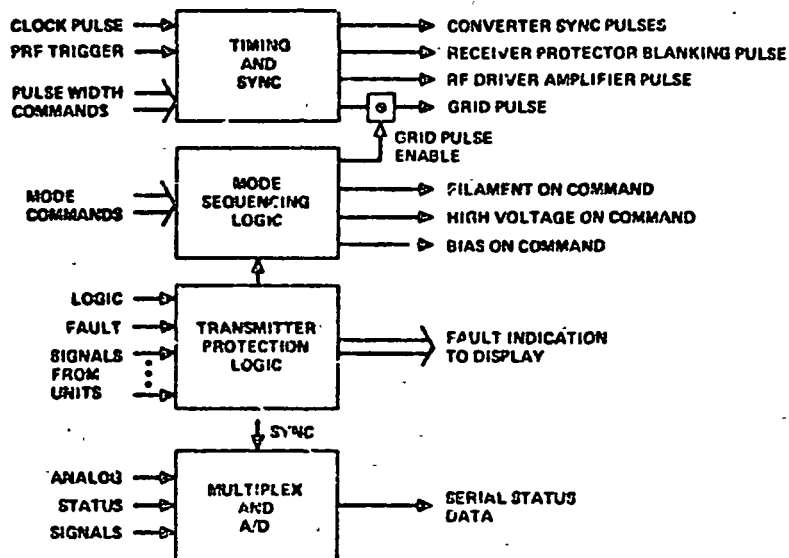 CLOCK PULSE
PRF TRIGGER
PULSE WIDTH
COMMANDS
TIMING
AND
SYNC
CONVERTER SYNC PULSES
RECEIVER PROTECTOR BLANKING PULSE
RF DRIVER AMPLIFIER PULSE
GRID PULSE
GRID PULSE
ENABLE
MODE
COMMANDS
MODE
SEQUENCING
LOGIC
FILAMENT ON COMMAND
HIGH VOLTAGE ON COMMAND
BIAS ON COMMAND
LOGIC
FAULT
SIGNALS
FROM
UNITS
TRANSMITTER
PROTECTION
LOGIC
FAULT INDICATION
TO DISPLAY
SYNC
ANALOG
STATUS
SIGNALS
MULTIPLEX
AND
A/D
SERIAL STATUS
DATA